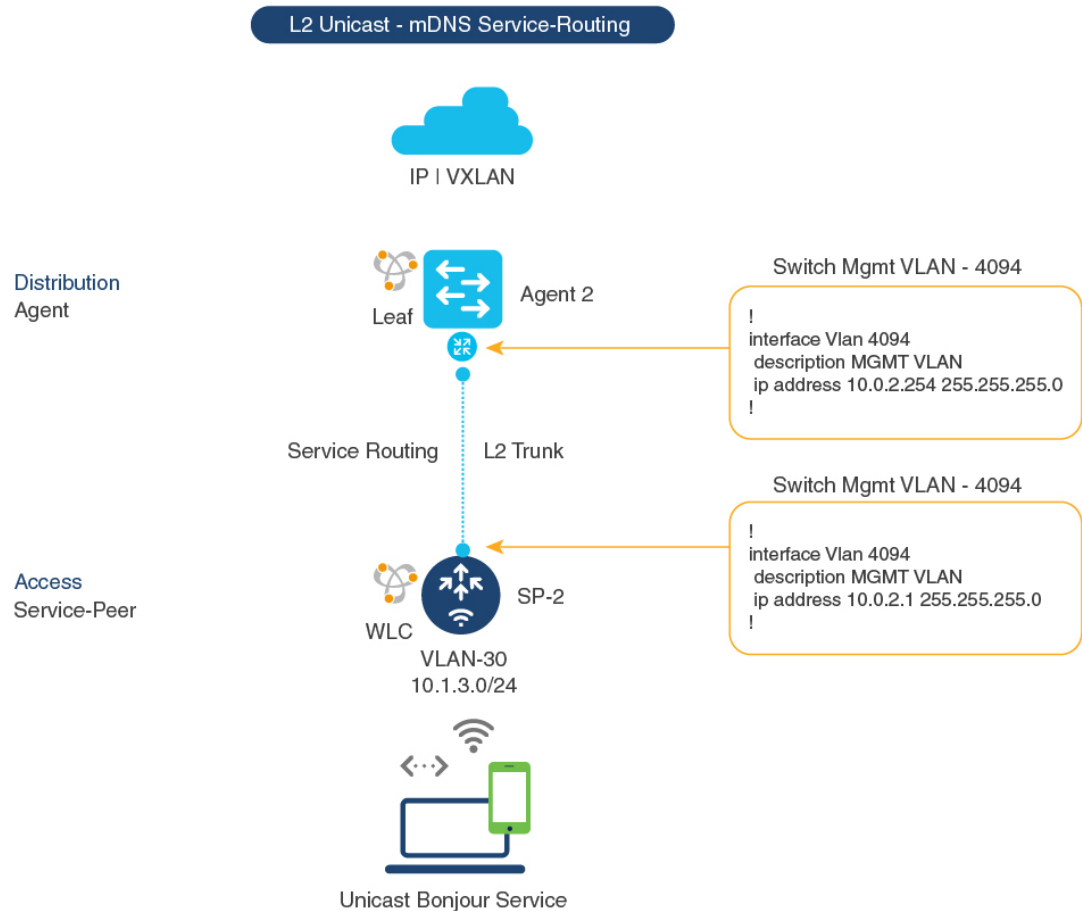 L2 Unicast - mDNS Service-Routing
IP | VXLAN
Distribution
Agent
Leaf
Agent 2
Switch Mgmt VLAN - 4094
!
interface Vlan 4094
description MGMT VLAN
ip address 10.0.2.254 255.255.255.0
!
Service Routing
L2 Trunk
Switch Mgmt VLAN - 4094
!
interface Vlan 4094
description MGMT VLAN
ip address 10.0.2.1 255.255.255.0
!
Access
Service-Peer
WLC
SP-2
VLAN-30
10.1.3.0/24
Unicast Bonjour Service